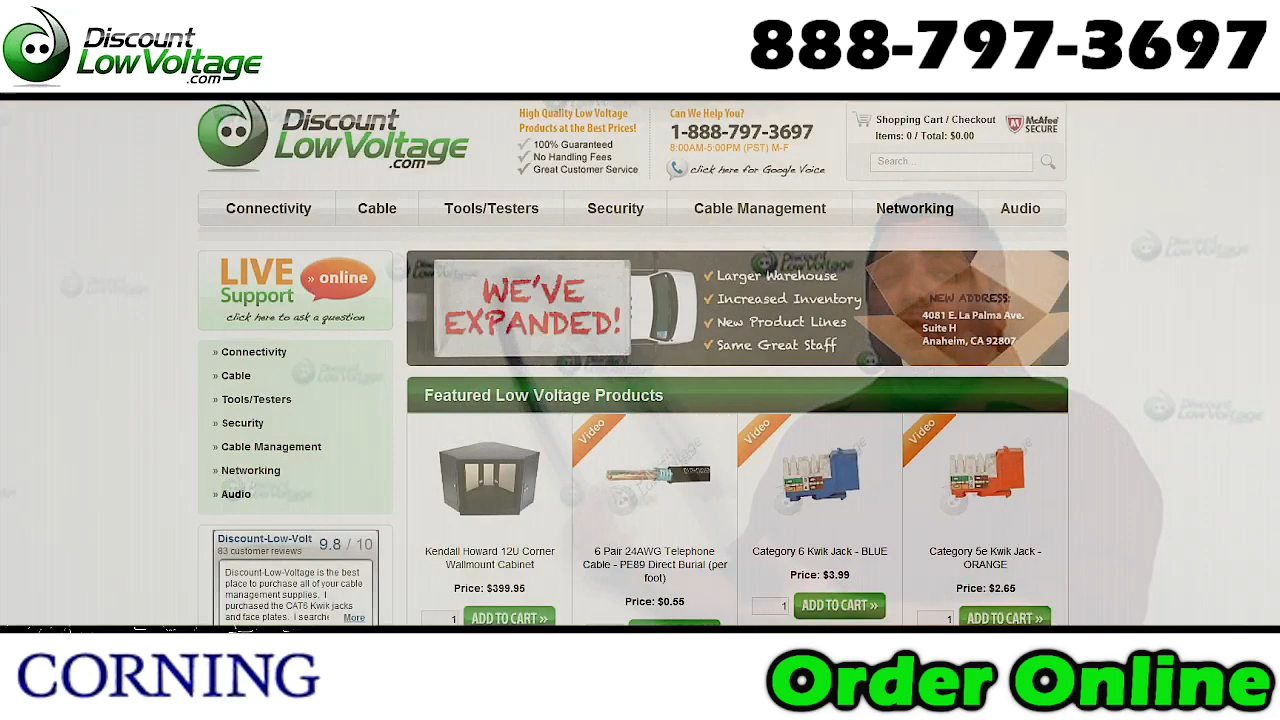 Discount
LowVoltage
.com
888-797-3697
Discount
LowVoltage
.com
High Quality Low Voltage
Products at the Best Prices!
100% Guaranteed
No Handling Fees
Great Customer Service
Can We Help You?
1-888-797-3697
8:00AM-5:00PM (PST) M-F
click here for Google Voice
Shopping Cart / Checkout
Items: 0 / Total: $0.00
McAfee
SECURE
Search...
Connectivity
Cable
Tools/Testers
Security
Cable Management
Networking
Audio
LIVE
Support
» online
click here to ask a question
WE'VE
EXPANDED!
Larger Warehouse
Increased Inventory
New Product Lines
Same Great Staff
NEW ADDRESS:
4081 E. La Palma Ave.
Suite H
Anaheim, CA 92807
» Connectivity
» Cable
» Tools/Testers
» Security
» Cable Management
» Networking
» Audio
Featured Low Voltage Products
Video
Video
Video
Kendall Howard 12U Corner
Wallmount Cabinet
Price: $399.95
1
ADD TO CART »
6 Pair 24AWG Telephone
Cable - PE89 Direct Burial (per
foot)
Price: $0.55
Category 6 Kwik Jack - BLUE
Price: $3.99
1
ADD TO CART »
Category 5e Kwik Jack -
ORANGE
Price: $2.65
1
ADD TO CART »
Discount-Low-Volt
83 customer reviews
9.8 / 10
Discount-Low-Voltage is the best
place to purchase all of your cable
management supplies. I
purchased the CAT6 Kwik jacks
and face plates. I searche
More
CORNING
Order Online